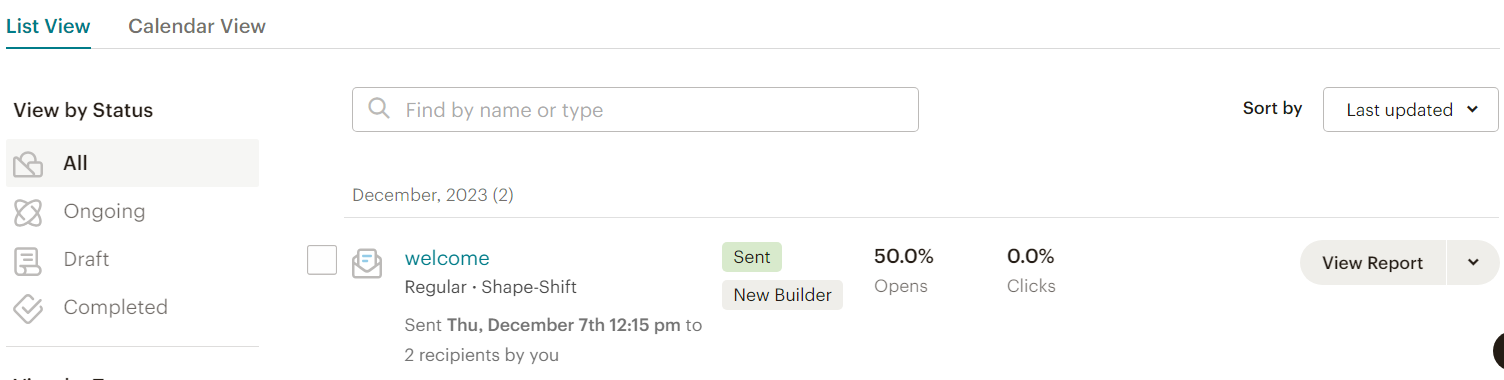 List View Calendar View
View by Status
Find by name or type
Sort by Last updated
All
Ongoing
Draft
Completed
December, 2023 (2)
welcome
Regular · Shape-Shift
Sent Thu, December 7th 12:15 pm to
2 recipients by you
Sent
New Builder
50.0%
Opens
0.0%
Clicks
View Report